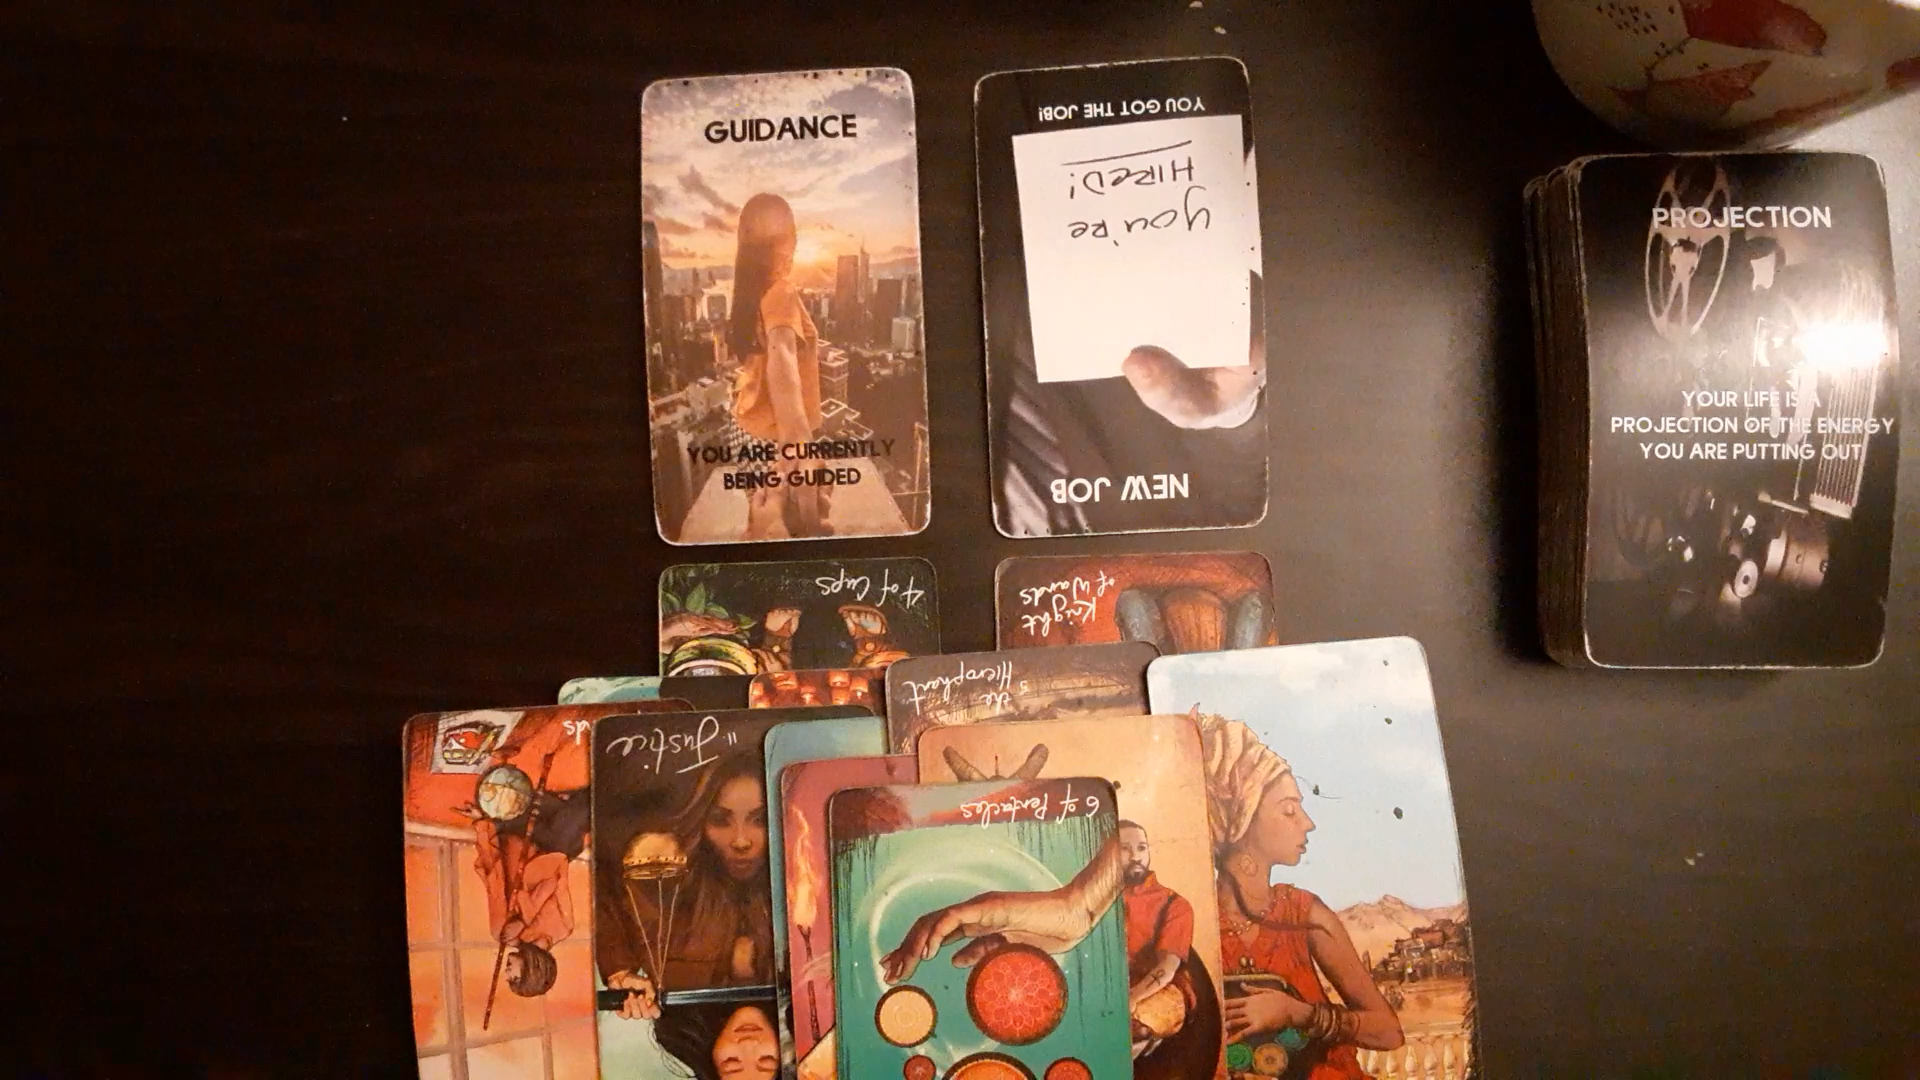 GUIDANCE
YOU ARE CURRENTLY
BEING GUIDED
NEW JOB
you're
HIRED!
YOU GOT THE JOB!
PROJECTION
YOUR LIFE IS A
PROJECTION OF THE ENERGY
YOU ARE PUTTING OUT
4 of Cups
Knight
of Wands
5
the
Hierophant
11 Justice
ds
6 of Pentacles